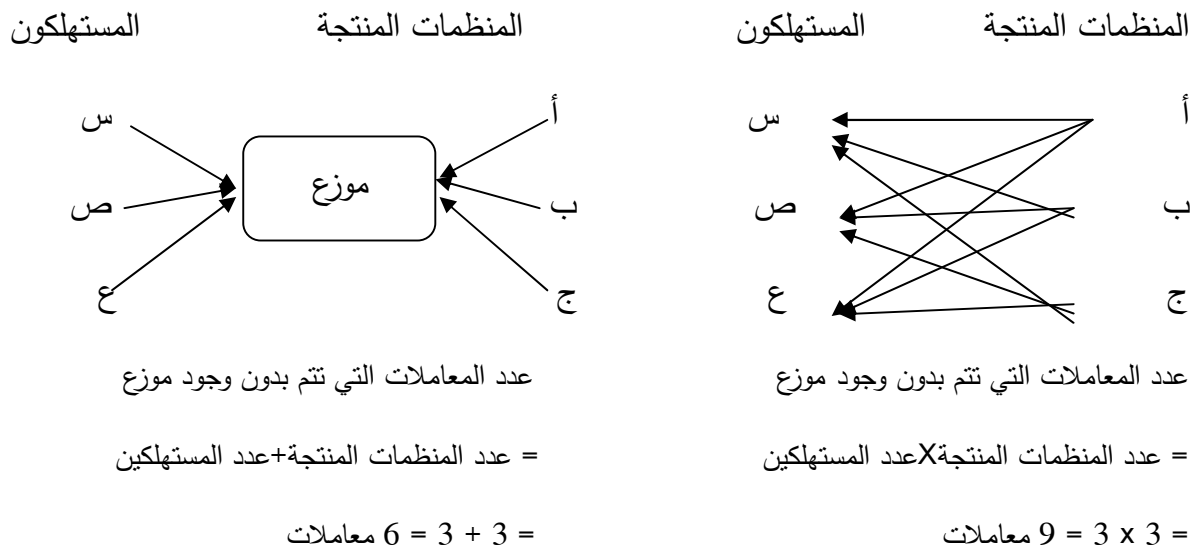 المنظمات المنتجة المستهلكون
أ س
ب ص
ج ع
عدد المعاملات التي تتم بدون وجود موزع
= عدد المنظمات المنتجةXعدد المستهلكين
= 3 x 3 = 9 معاملات
المنظمات المنتجة المستهلكون
أ س
موزع
ب ص
ج ع
عدد المعاملات التي تتم بدون وجود موزع
= عدد المنظمات المنتجة+عدد المستهلكين
= 3 + 3 = 6 معاملات